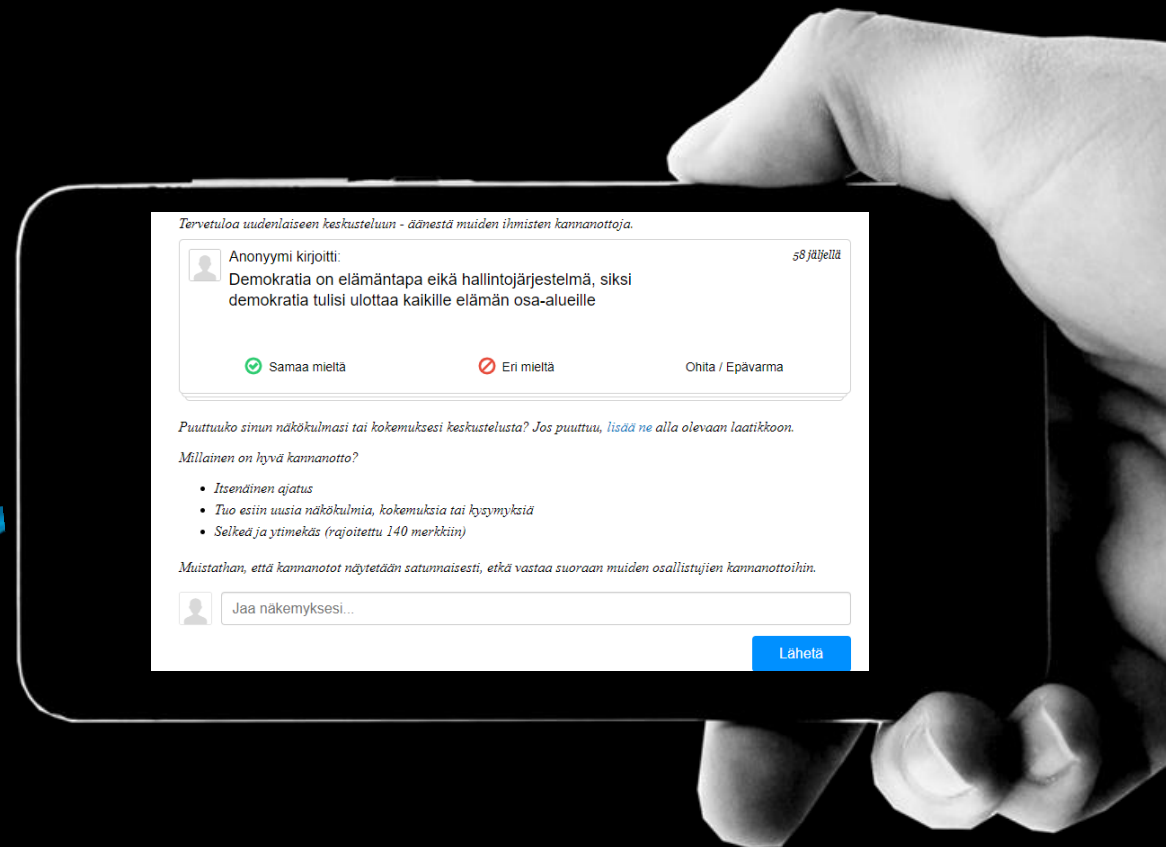 Tervetuloa uudenlaiseen keskusteluun - äänestä muiden ihmisten kannanottoja.
Anonyymi kirjoitti:
58 jäljellä
Demokratia on elämäntapa eikä hallintojärjestelmä, siksi
demokratia tulisi ulottaa kaikille elämän osa-alueille
Samaa mieltä
Eri mieltä
Ohita / Epävarma
Puuttuuko sinun näkökulmasi tai kokemuksesi keskustelusta? Jos puuttuu, lisää ne alla olevaan laatikkoon.
Millainen on hyvä kannanotto?
• Itsenäinen ajatus
• Tuo esiin uusia näkökulmia, kokemuksia tai kysymyksiä
• Selkeä ja ytimekäs (rajoitettu 140 merkkiin)
Muistathan, että kannanotot näytetään satunnaisesti, etkä vastaa suoraan muiden osallistujien kannanottoihin.
Jaa näkemyksesi...
Lähetä